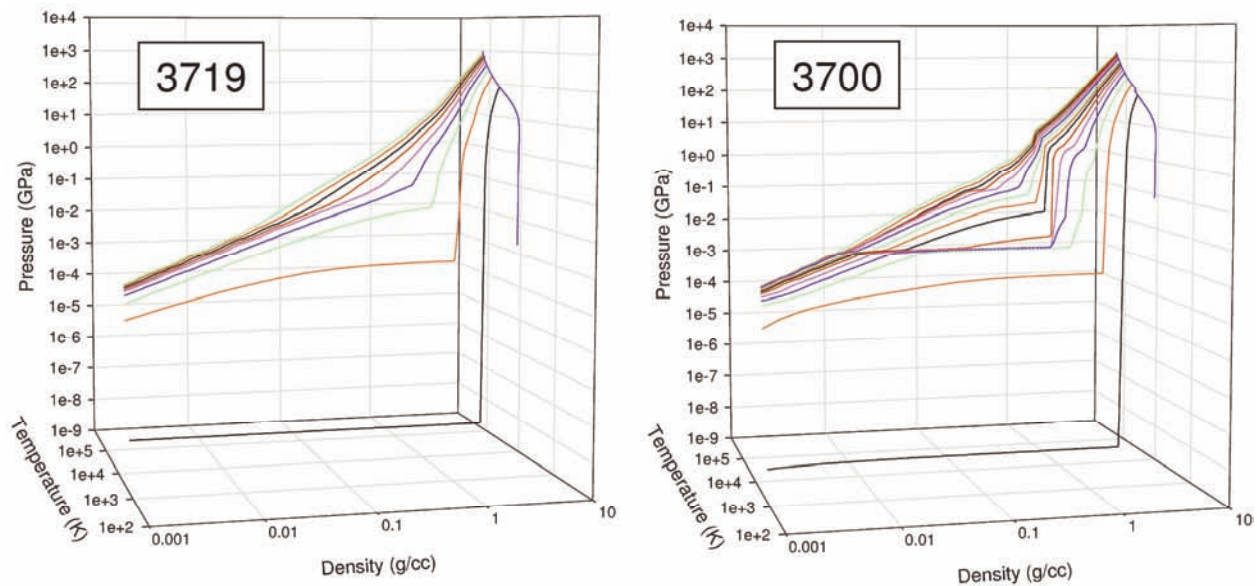 3719
1e+4
1e+3
1e+2
1e+1
1e+0
1e-1
1e-2
1e-3
1e-4
1e-5
1e-6
1e-7
1e-8
1e-9
Pressure (GPa)
1e+5
1e+4
1e+3
1e+2
Temperature (K)
0.001
0.01
0.1
1
10
Density (g/cc)
3700
1e+4
1e+3
1e+2
1e+1
1e+0
1e-1
1e-2
1e-3
1e-4
1e-5
1e-6
1e-7
1e-8
1e-9
Pressure (GPa)
1e+5
1e+4
1e+3
1e+2
Temperature (K)
0.001
0.01
0.1
1
10
Density (g/cc)